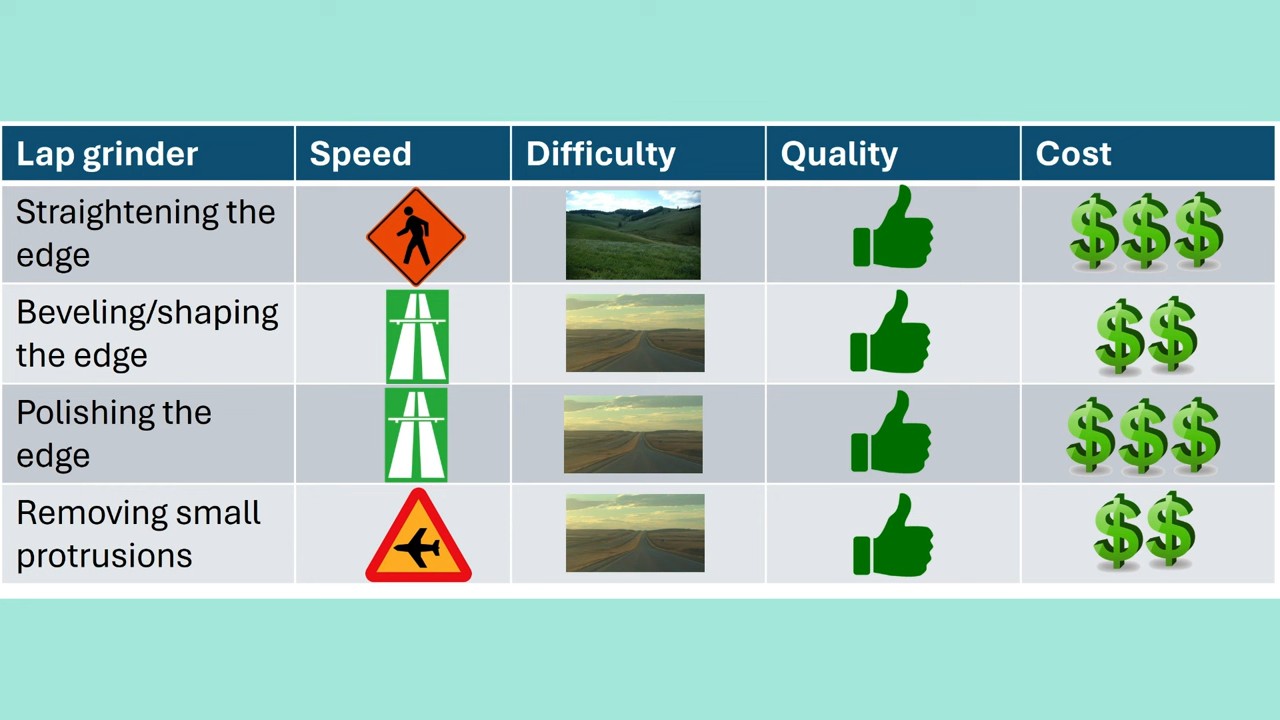 Lap grinder
Speed
Difficulty
Quality
Cost
Straightening the
edge
$$$
Beveling/shaping
the edge
$$
Polishing the
edge
$$$
Removing small
protrusions
$$